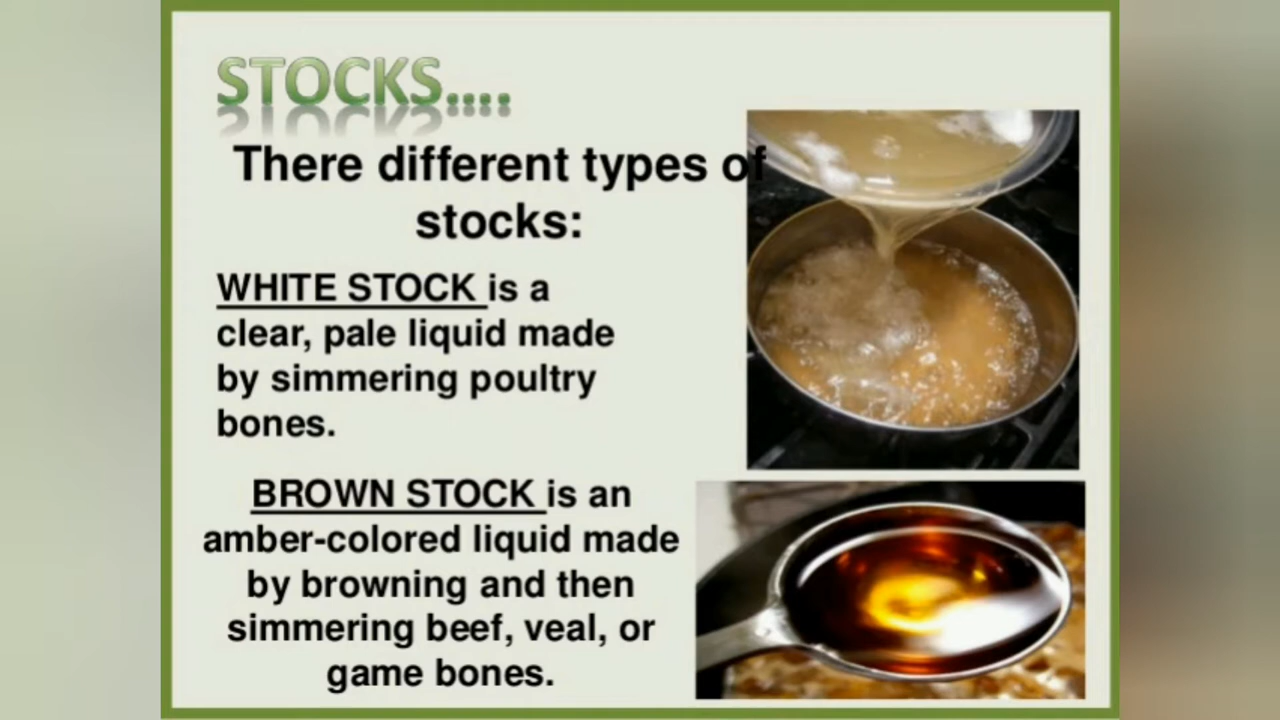 STOCKS....
There different types of
stocks:
WHITE STOCK is a
clear, pale liquid made
by simmering poultry
bones.
BROWN STOCK is an
amber-colored liquid made
by browning and then
simmering beef, veal, or
game bones.